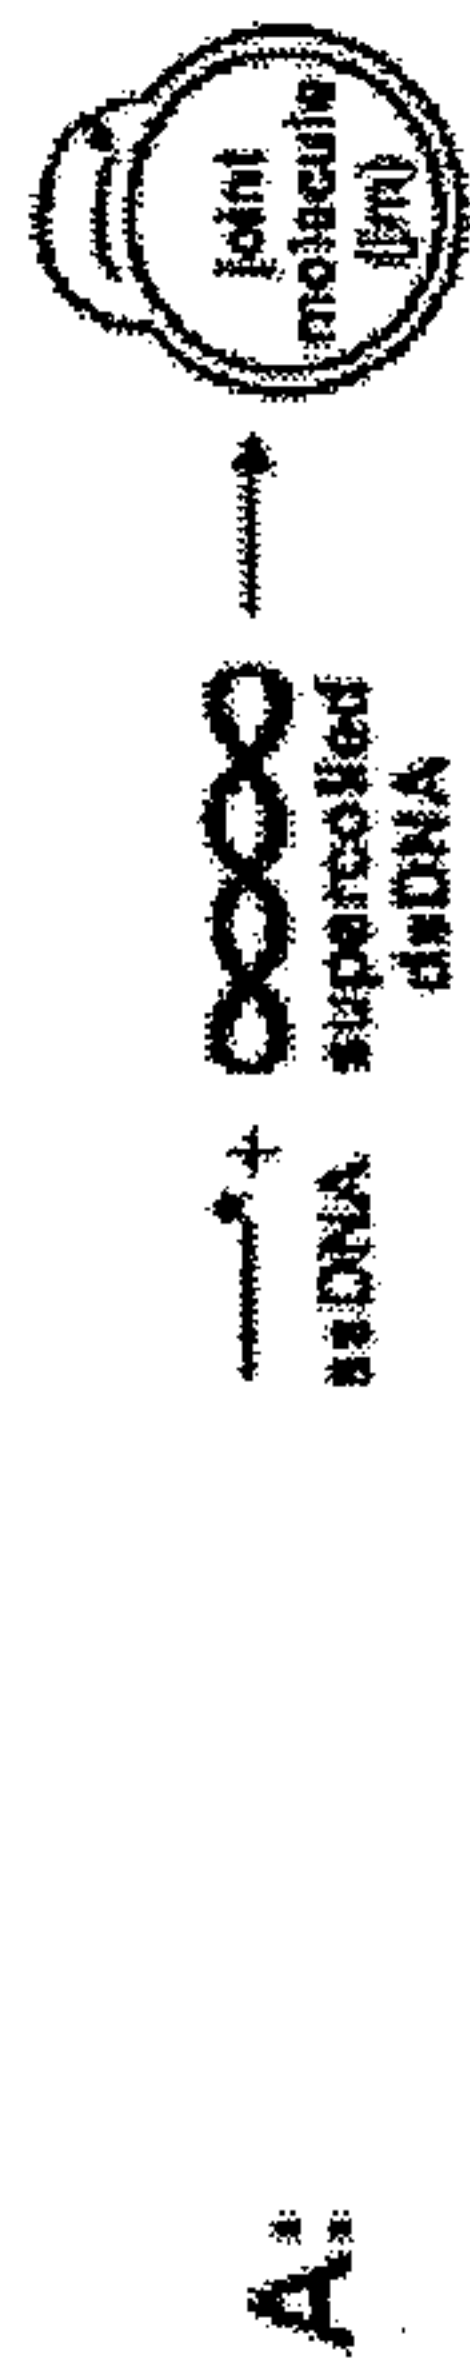 A:
ssDNA
+
supercoiled
dsDNA
joint
molecule
(jm)